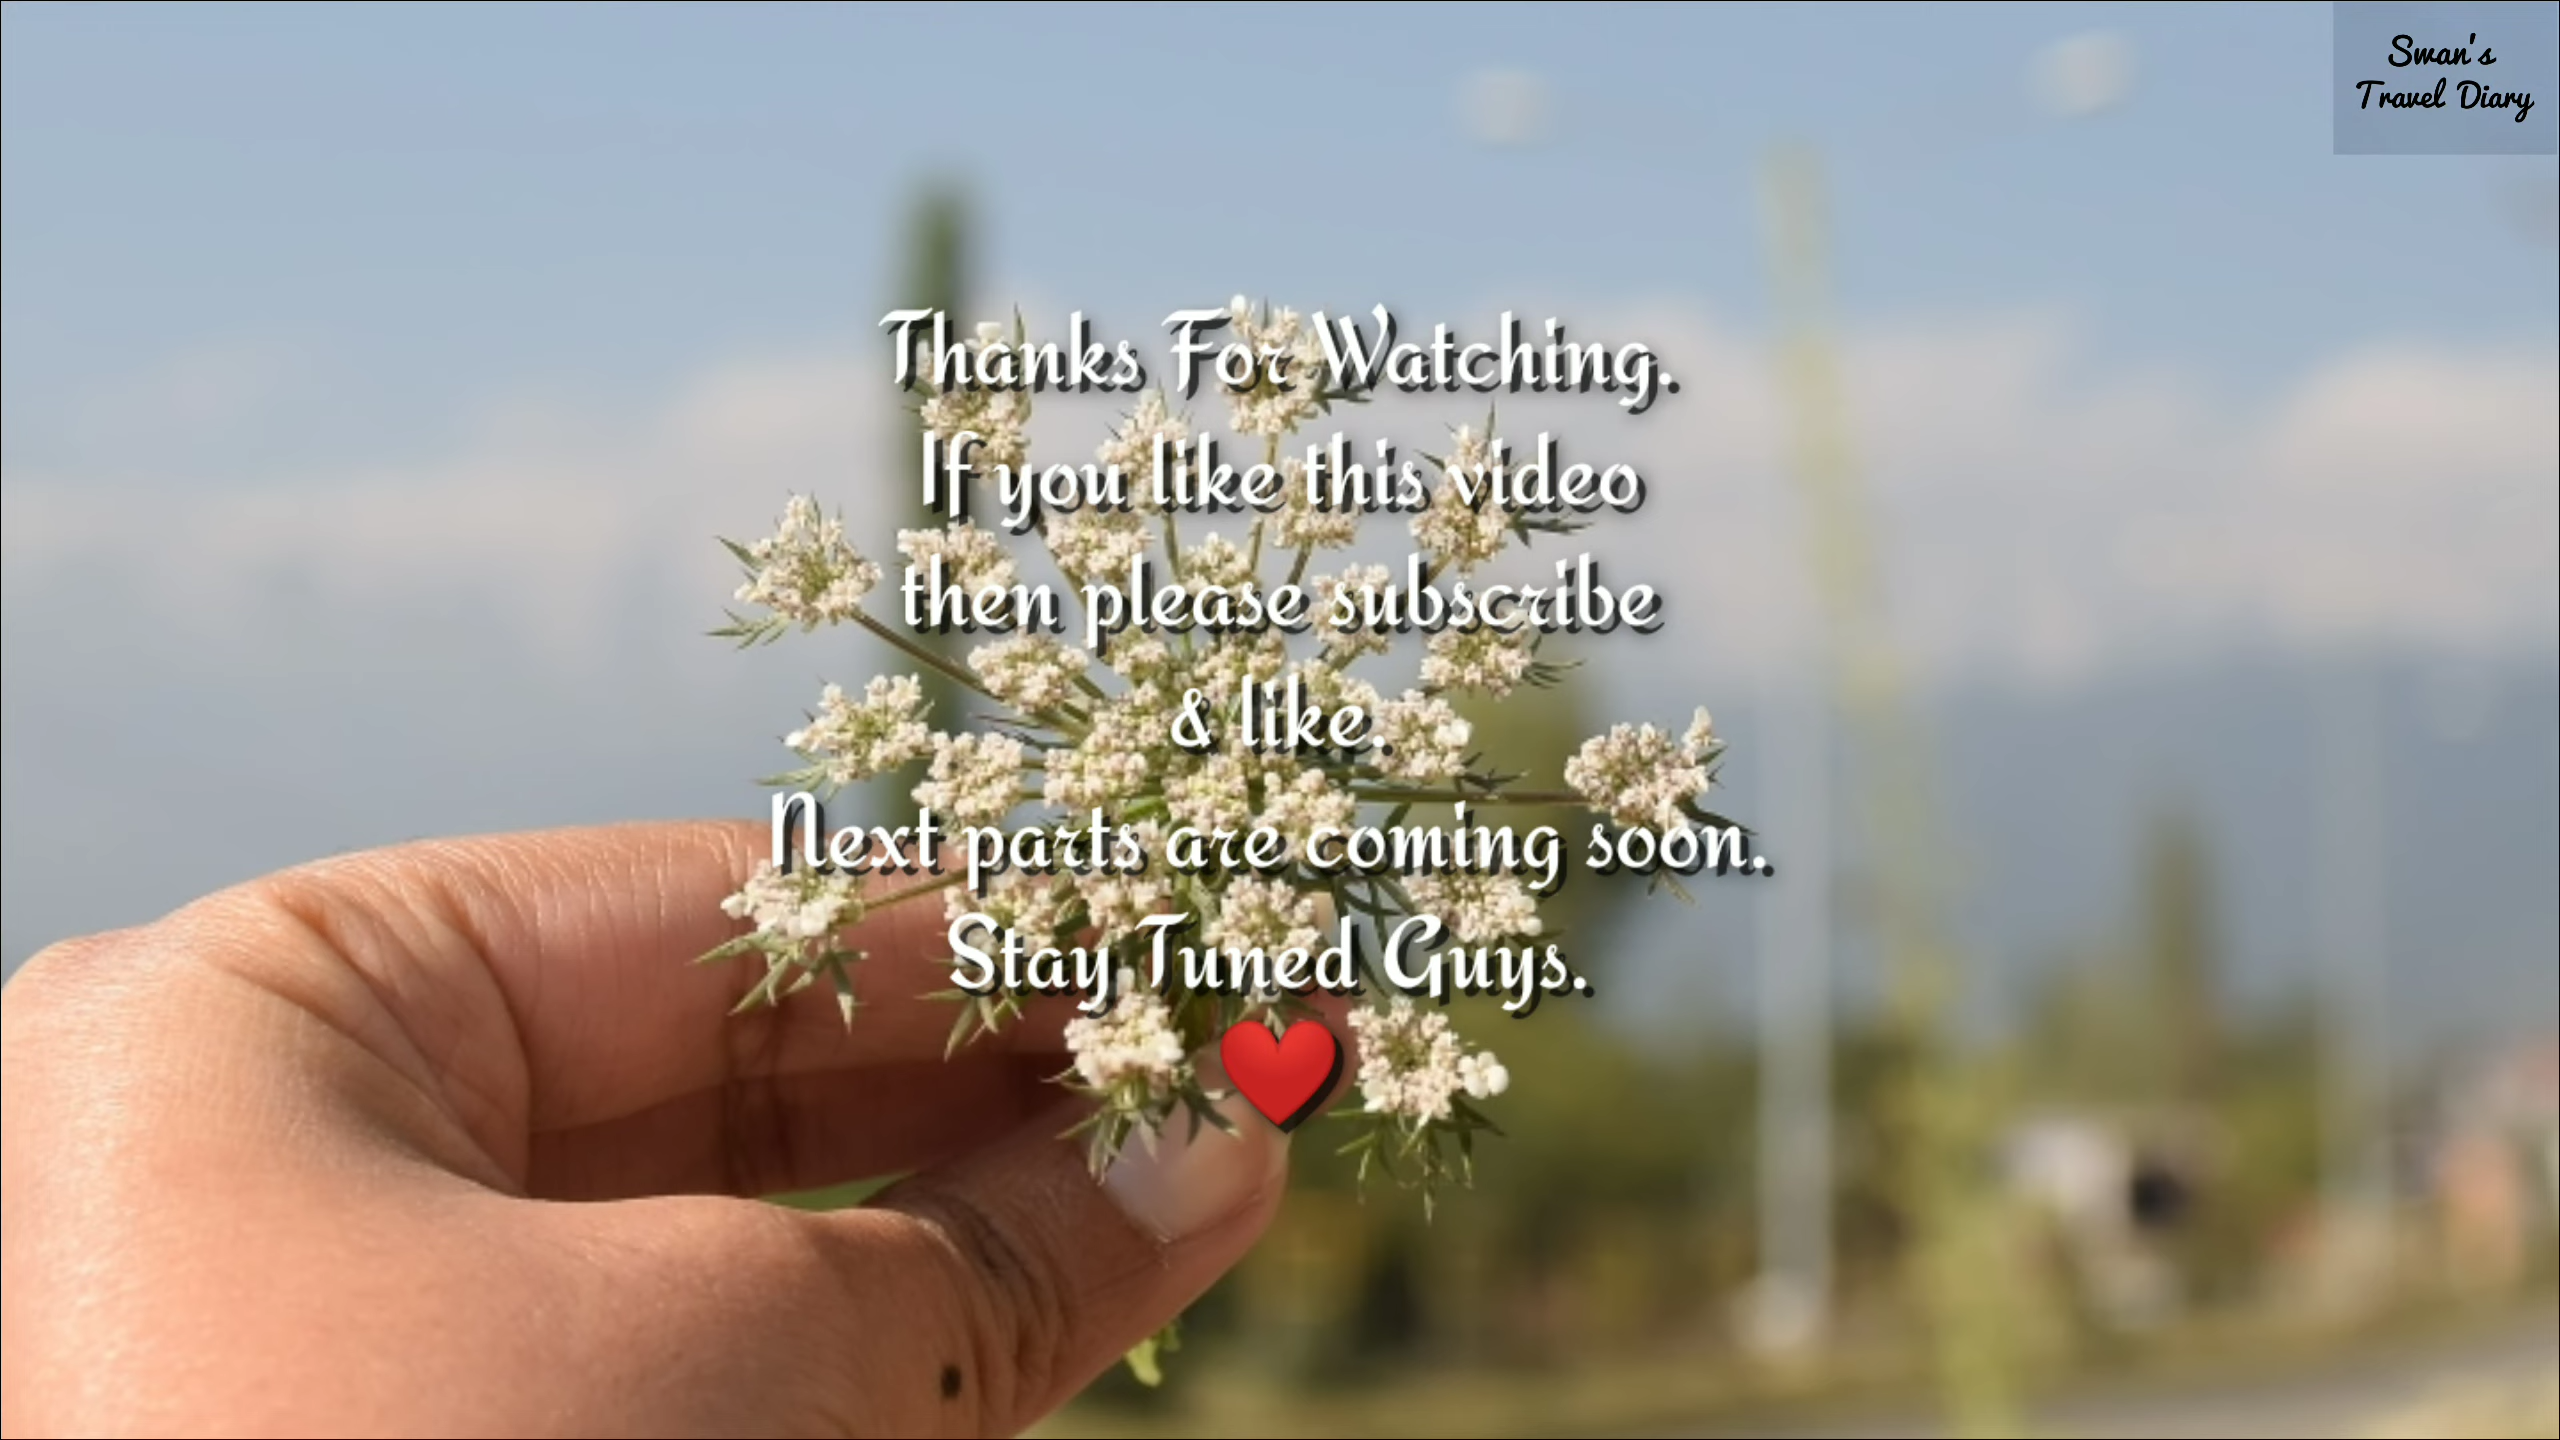 Swan's
Travel Diary
Thanks For Watching.
If you like this video
then please subscribe
& like.
Next parts are coming soon.
Stay Tuned Guys.
❤️